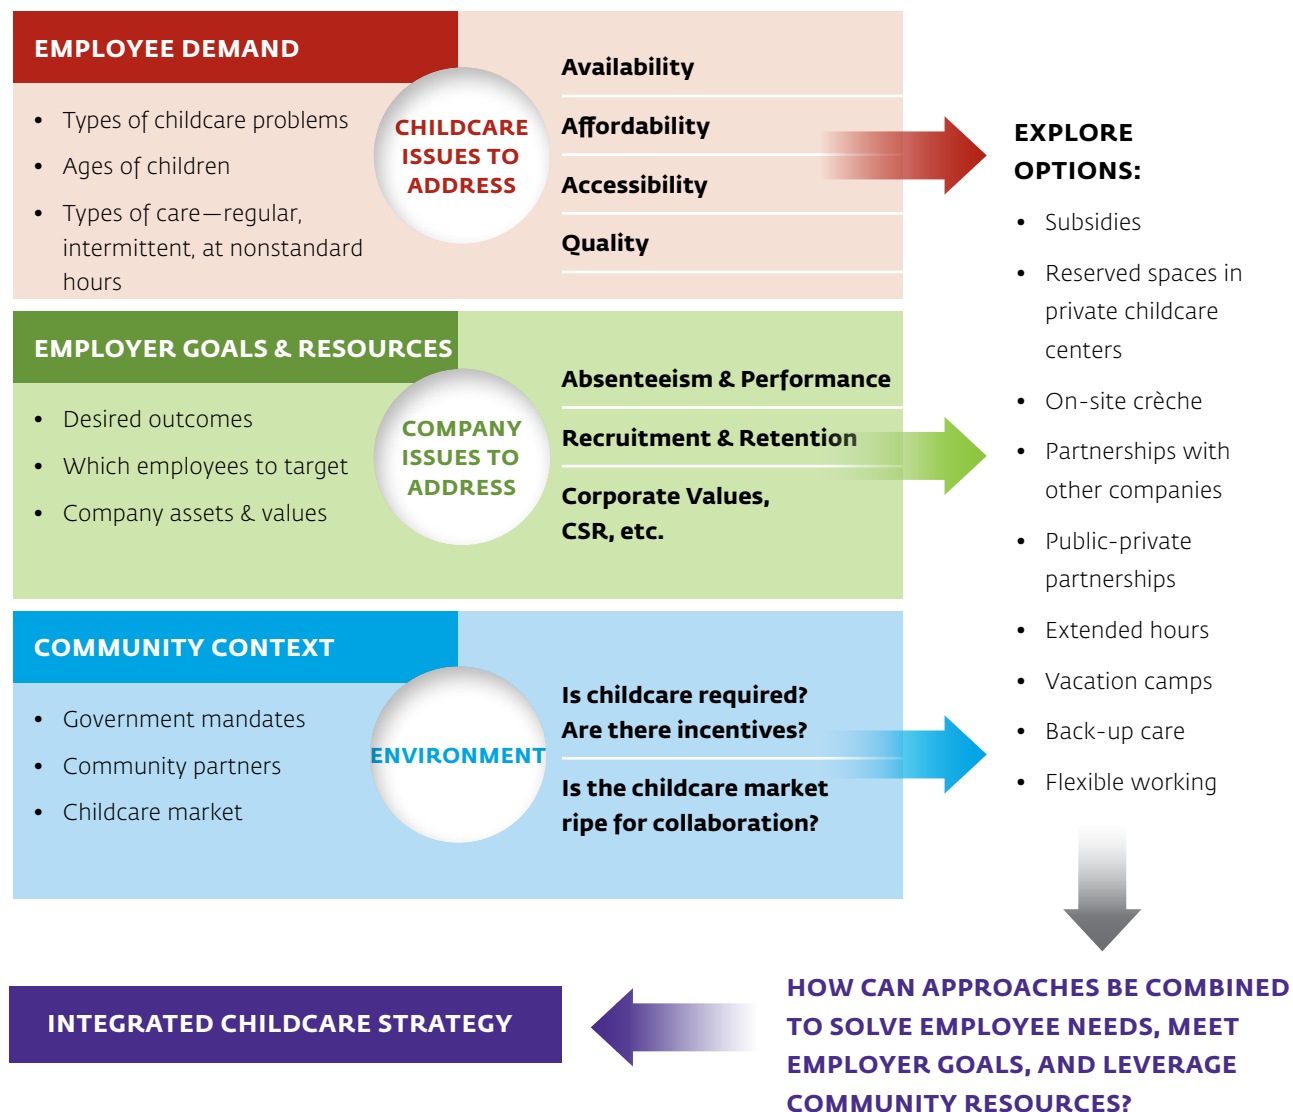 EMPLOYEE DEMAND
• Types of childcare problems
• Ages of children
• Types of care—regular,
intermittent, at nonstandard
hours
CHILDCARE
ISSUES TO
ADDRESS
Availability
Affordability
Accessibility
Quality
EMPLOYER GOALS & RESOURCES
• Desired outcomes
• Which employees to target
• Company assets & values
COMPANY
ISSUES TO
ADDRESS
Absenteeism & Performance
Recruitment & Retention
Corporate Values,
CSR, etc.
COMMUNITY CONTEXT
• Government mandates
• Community partners
• Childcare market
ENVIRONMENT
Is childcare required?
Are there incentives?
Is the childcare market
ripe for collaboration?
EXPLORE
OPTIONS:
• Subsidies
• Reserved spaces in
private childcare
centers
• On-site crèche
• Partnerships with
other companies
• Public-private
partnerships
• Extended hours
• Vacation camps
• Back-up care
• Flexible working
HOW CAN APPROACHES BE COMBINED
TO SOLVE EMPLOYEE NEEDS, MEET
EMPLOYER GOALS, AND LEVERAGE
COMMUNITY RESOURCES?
INTEGRATED CHILDCARE STRATEGY